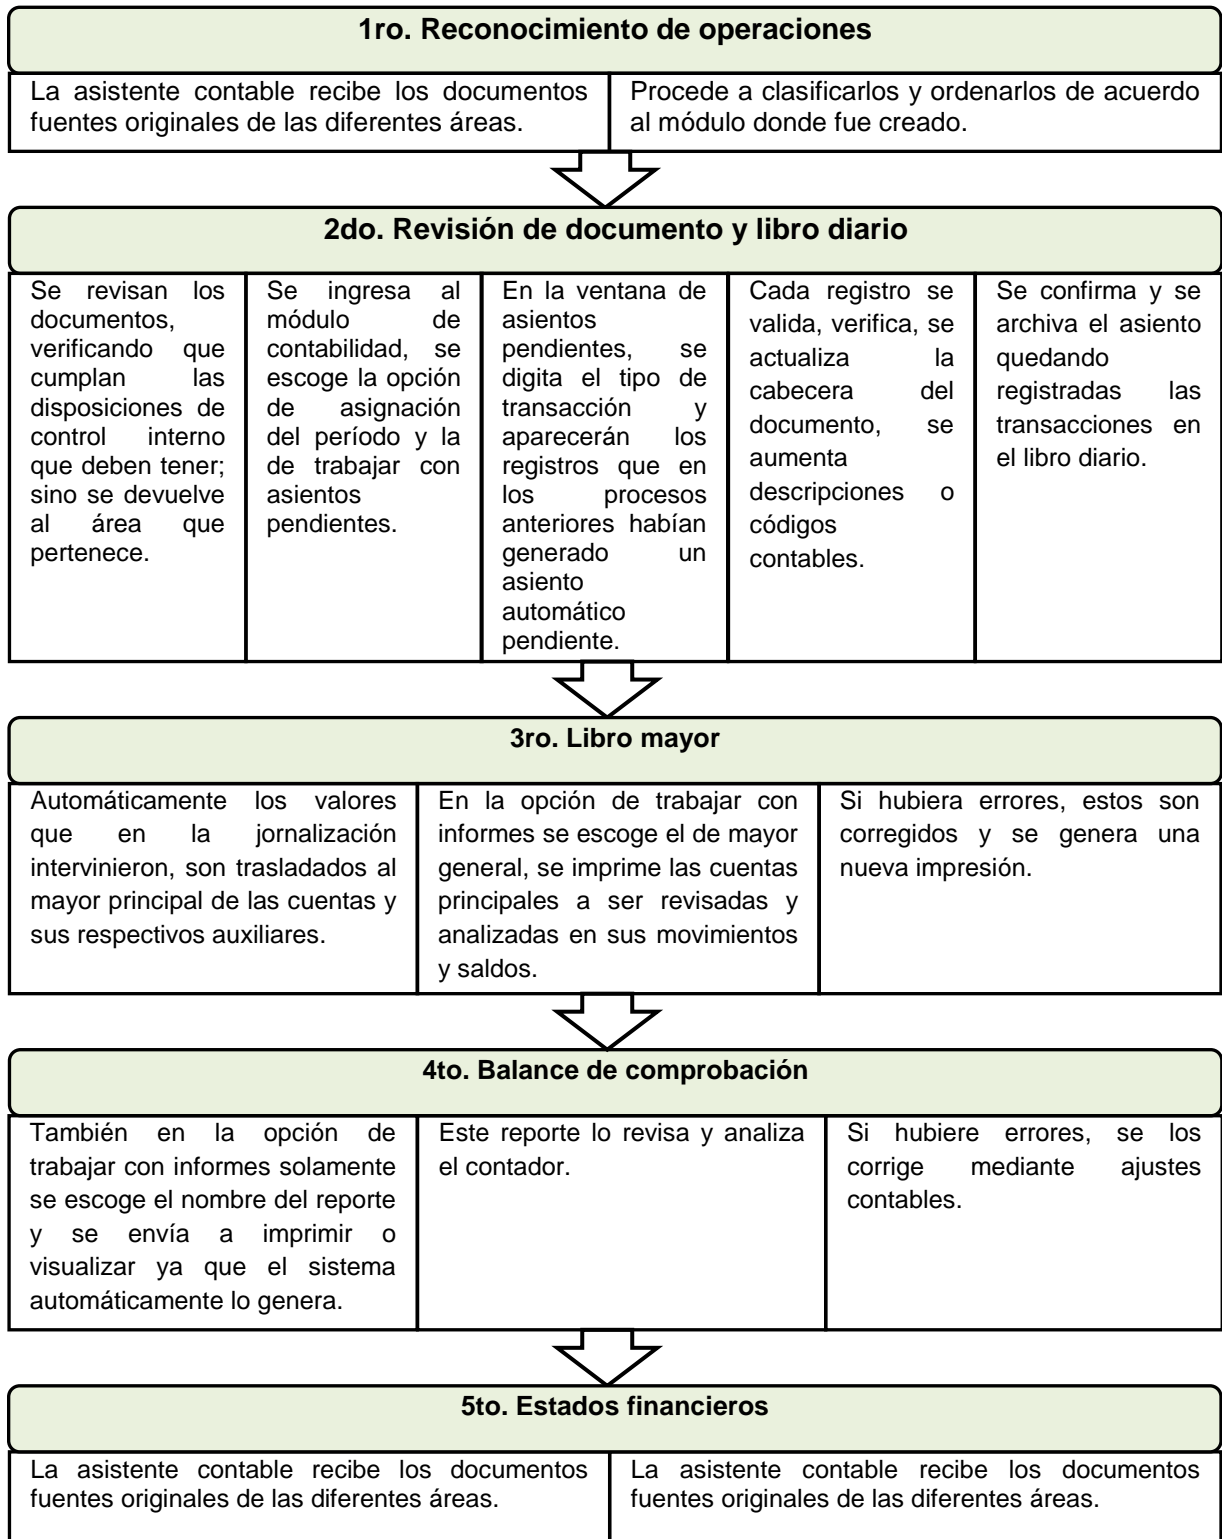 1ro. Reconocimiento de operaciones
La asistente contable recibe los documentos
fuentes originales de las diferentes áreas.
Procede a clasificarlos y ordenarlos de acuerdo
al módulo donde fue creado.
2do. Revisión de documento y libro diario
Se revisan los
documentos,
verificando que
cumplan las
disposiciones de
control interno
que deben tener;
sino se devuelve
al área que
pertenece.
Se ingresa al
módulo de
contabilidad, se
escoge la opción
de asignación
del período y la
de trabajar con
asientos
pendientes.
En la ventana de
asientos
pendientes, se
digita el tipo de
transacción y
aparecerán los
registros que en
los procesos
anteriores habían
generado un
asiento
automático
pendiente.
Cada registro se
valida, verifica, se
actualiza la
cabecera del
documento, se
aumenta
descripciones o
códigos
contables.
Se confirma y se
archiva el asiento
quedando
registradas las
transacciones en
el libro diario.
3ro. Libro mayor
Automáticamente los valores
que en la jornalización
intervinieron, son trasladados al
mayor principal de las cuentas y
sus respectivos auxiliares.
En la opción de trabajar con
informes se escoge el de mayor
general, se imprime las cuentas
principales a ser revisadas y
analizadas en sus movimientos
y saldos.
Si hubiera errores, estos son
corregidos y se genera una
nueva impresión.
4to. Balance de comprobación
También en la opción de
trabajar con informes solamente
se escoge el nombre del reporte
y se envía a imprimir o
visualizar ya que el sistema
automáticamente lo genera.
Este reporte lo revisa y analiza
el contador.
Si hubiere errores, se los
corrige mediante ajustes
contables.
5to. Estados financieros
La asistente contable recibe los documentos
fuentes originales de las diferentes áreas.
La asistente contable recibe los documentos
fuentes originales de las diferentes áreas.